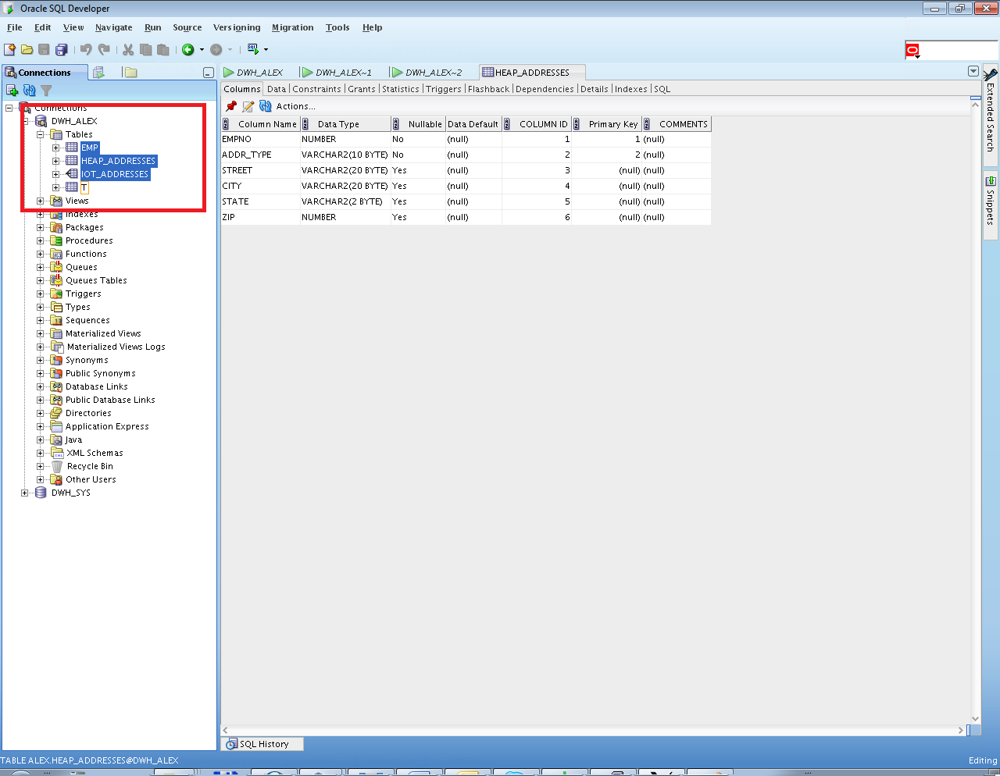 Oracle SQL Developer
File Edit View Navigate Run Source Versioning Migration Tools Help
Connections
DWH_ALEX
DWH_ALEX~1
DWH_ALEX~2
HEAP_ADDRESSES
Columns Data Constraints Grants Statistics Triggers Flashback Dependencies Details Indexes SQL
Actions...
Connections
DWH_ALEX
Tables
EMP
HEAP_ADDRESSES
IOT_ADDRESSES
T
Views
Indexes
Packages
Procedures
Functions
Queues
Queues Tables
Triggers
Types
Sequences
Materialized Views
Materialized Views Logs
Synonyms
Public Synonyms
Database Links
Public Database Links
Directories
Application Express
Java
XML Schemas
Recycle Bin
Other Users
DWH_SYS
Column Name Data Type Nullable Data Default COLUMN ID Primary Key COMMENTS
EMPNO NUMBER No (null) 1 1 (null)
ADDR_TYPE VARCHAR2(10 BYTE) No (null) 2 2 (null)
STREET VARCHAR2(20 BYTE) Yes (null) 3 (null) (null)
CITY VARCHAR2(20 BYTE) Yes (null) 4 (null) (null)
STATE VARCHAR2(2 BYTE) Yes (null) 5 (null) (null)
ZIP NUMBER Yes (null) 6 (null) (null)
Extended Search
Snippets
SQL History
TABLE ALEX.HEAP_ADDRESSES@DWH_ALEX
Editing